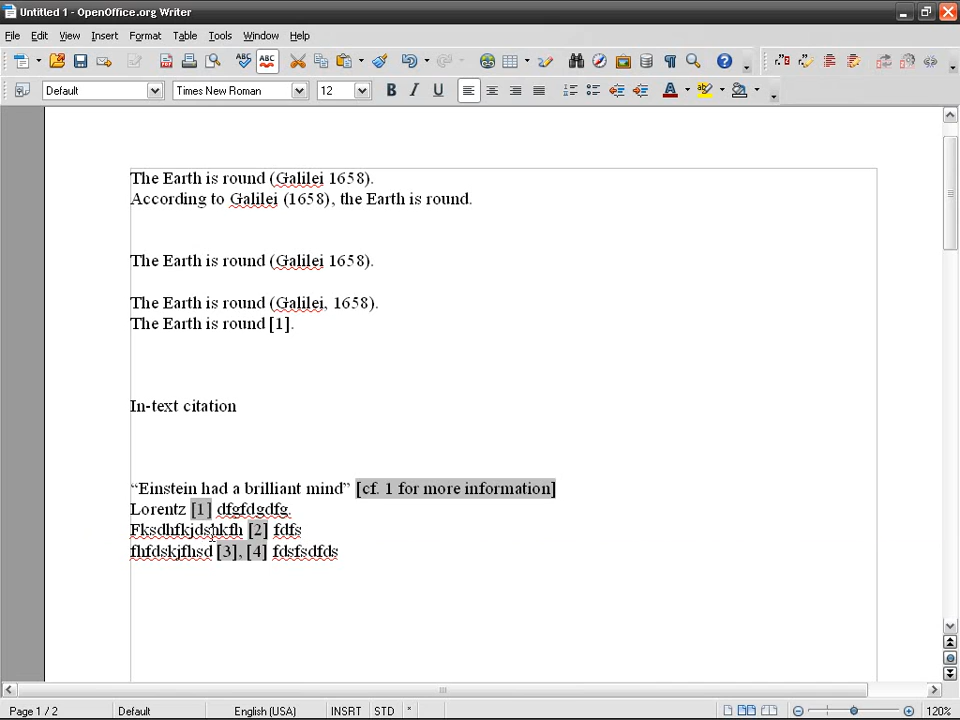 Untitled 1 - OpenOffice.org Writer
File Edit View Insert Format Table Tools Window Help
Default Times New Roman 12 B I U
The Earth is round (Galilei 1658).
According to Galilei (1658), the Earth is round.
The Earth is round (Galilei 1658).
The Earth is round (Galilei, 1658).
The Earth is round [1].
In-text citation
“Einstein had a brilliant mind” [cf. 1 for more information]
Lorentz [1] dfgfdgdfg.
Fksdhfkjdshkfh [2] fdfs
fhfdskjfhsd [3], [4] fdsfsdfds
Page 1 / 2 Default English (USA) INSRT STD * 120%